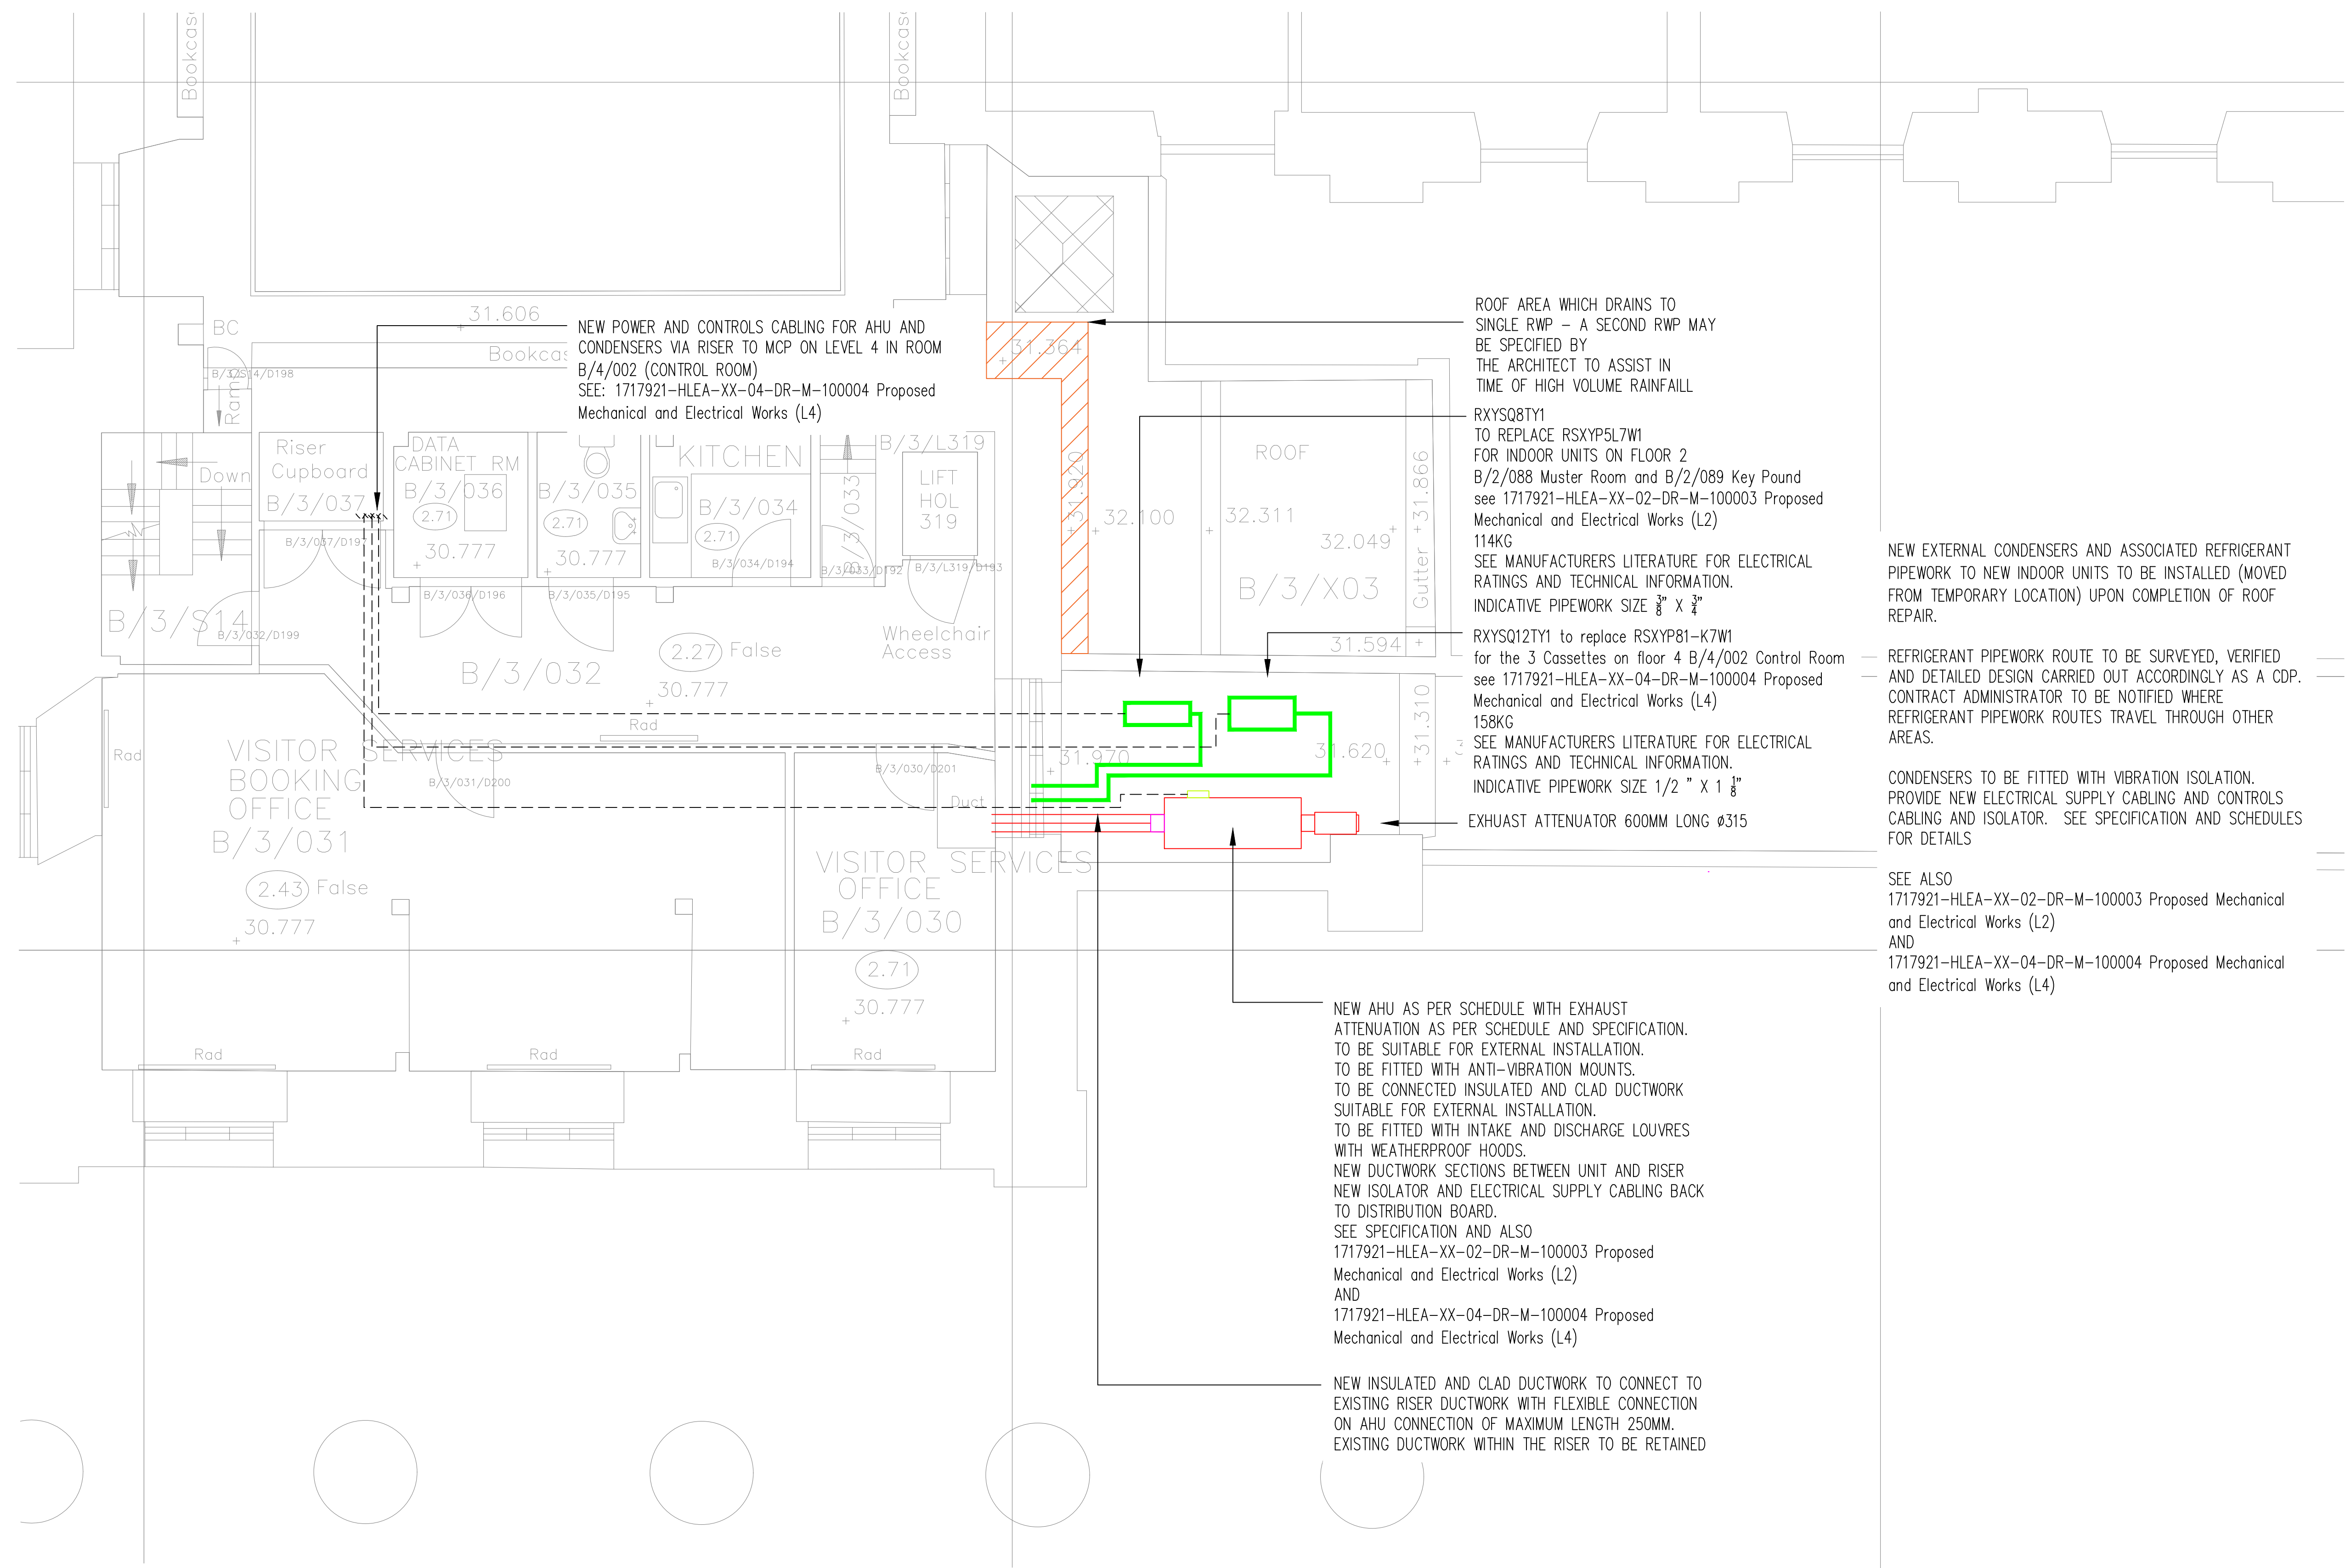 Bookcas
Bookcas
31.606
BC
Bookcas
B/3/S14/D198
Ramp
NEW POWER AND CONTROLS CABLING FOR AHU AND
CONDENSERS VIA RISER TO MCP ON LEVEL 4 IN ROOM
B/4/002 (CONTROL ROOM)
SEE: 1717921-HLEA-XX-04-DR-M-100004 Proposed
Mechanical and Electrical Works (L4)
31.364
Riser
Cupboard
B/3/037
Down
DATA
CABINET RM
B/3/036
2.71
30.777
B/3/035
2.71
30.777
KITCHEN
B/3/034
2.71
B/3/033
B/3/L319
LIFT
HOL
319
B/3/037/D197
B/3/034/D194
B/3/033/D192
B/3/L319/D193
B/3/036/D196
B/3/035/D195
B/3/S14
B/3/032/D199
B/3/032
2.27 False
30.777
Wheelchair
Access
Rad
31.920
32.100
ROOF
32.311
32.049
31.866
Gutter
B/3/X03
31.594
31.970
31.620
31.310
3
Rad
VISITOR SERVICES
BOOKING
OFFICE
B/3/031
2.43 False
30.777
B/3/031/D200
B/3/030/D201
Duct
VISITOR SERVICES
OFFICE
B/3/030
2.71
30.777
Rad
Rad
Rad
ROOF AREA WHICH DRAINS TO
SINGLE RWP - A SECOND RWP MAY
BE SPECIFIED BY
THE ARCHITECT TO ASSIST IN
TIME OF HIGH VOLUME RAINFAILL
RXYSQ8TY1
TO REPLACE RSXYP5L7W1
FOR INDOOR UNITS ON FLOOR 2
B/2/088 Muster Room and B/2/089 Key Pound
see 1717921-HLEA-XX-02-DR-M-100003 Proposed
Mechanical and Electrical Works (L2)
114KG
SEE MANUFACTURERS LITERATURE FOR ELECTRICAL
RATINGS AND TECHNICAL INFORMATION.
INDICATIVE PIPEWORK SIZE 3/8" X 3/4"
RXYSQ12TY1 to replace RSXYP81-K7W1
for the 3 Cassettes on floor 4 B/4/002 Control Room
see 1717921-HLEA-XX-04-DR-M-100004 Proposed
Mechanical and Electrical Works (L4)
158KG
SEE MANUFACTURERS LITERATURE FOR ELECTRICAL
RATINGS AND TECHNICAL INFORMATION.
INDICATIVE PIPEWORK SIZE 1/2 " X 1 1/8"
EXHUAST ATTENUATOR 600MM LONG Ø315
NEW EXTERNAL CONDENSERS AND ASSOCIATED REFRIGERANT
PIPEWORK TO NEW INDOOR UNITS TO BE INSTALLED (MOVED
FROM TEMPORARY LOCATION) UPON COMPLETION OF ROOF
REPAIR.
REFRIGERANT PIPEWORK ROUTE TO BE SURVEYED, VERIFIED
AND DETAILED DESIGN CARRIED OUT ACCORDINGLY AS A CDP.
CONTRACT ADMINISTRATOR TO BE NOTIFIED WHERE
REFRIGERANT PIPEWORK ROUTES TRAVEL THROUGH OTHER
AREAS.
CONDENSERS TO BE FITTED WITH VIBRATION ISOLATION.
PROVIDE NEW ELECTRICAL SUPPLY CABLING AND CONTROLS
CABLING AND ISOLATOR. SEE SPECIFICATION AND SCHEDULES
FOR DETAILS
SEE ALSO
1717921-HLEA-XX-02-DR-M-100003 Proposed Mechanical
and Electrical Works (L2)
AND
1717921-HLEA-XX-04-DR-M-100004 Proposed Mechanical
and Electrical Works (L4)
NEW AHU AS PER SCHEDULE WITH EXHAUST
ATTENUATION AS PER SCHEDULE AND SPECIFICATION.
TO BE SUITABLE FOR EXTERNAL INSTALLATION.
TO BE FITTED WITH ANTI-VIBRATION MOUNTS.
TO BE CONNECTED INSULATED AND CLAD DUCTWORK
SUITABLE FOR EXTERNAL INSTALLATION.
TO BE FITTED WITH INTAKE AND DISCHARGE LOUVRES
WITH WEATHERPROOF HOODS.
NEW DUCTWORK SECTIONS BETWEEN UNIT AND RISER
NEW ISOLATOR AND ELECTRICAL SUPPLY CABLING BACK
TO DISTRIBUTION BOARD.
SEE SPECIFICATION AND ALSO
1717921-HLEA-XX-02-DR-M-100003 Proposed
Mechanical and Electrical Works (L2)
AND
1717921-HLEA-XX-04-DR-M-100004 Proposed
Mechanical and Electrical Works (L4)
NEW INSULATED AND CLAD DUCTWORK TO CONNECT TO
EXISTING RISER DUCTWORK WITH FLEXIBLE CONNECTION
ON AHU CONNECTION OF MAXIMUM LENGTH 250MM.
EXISTING DUCTWORK WITHIN THE RISER TO BE RETAINED